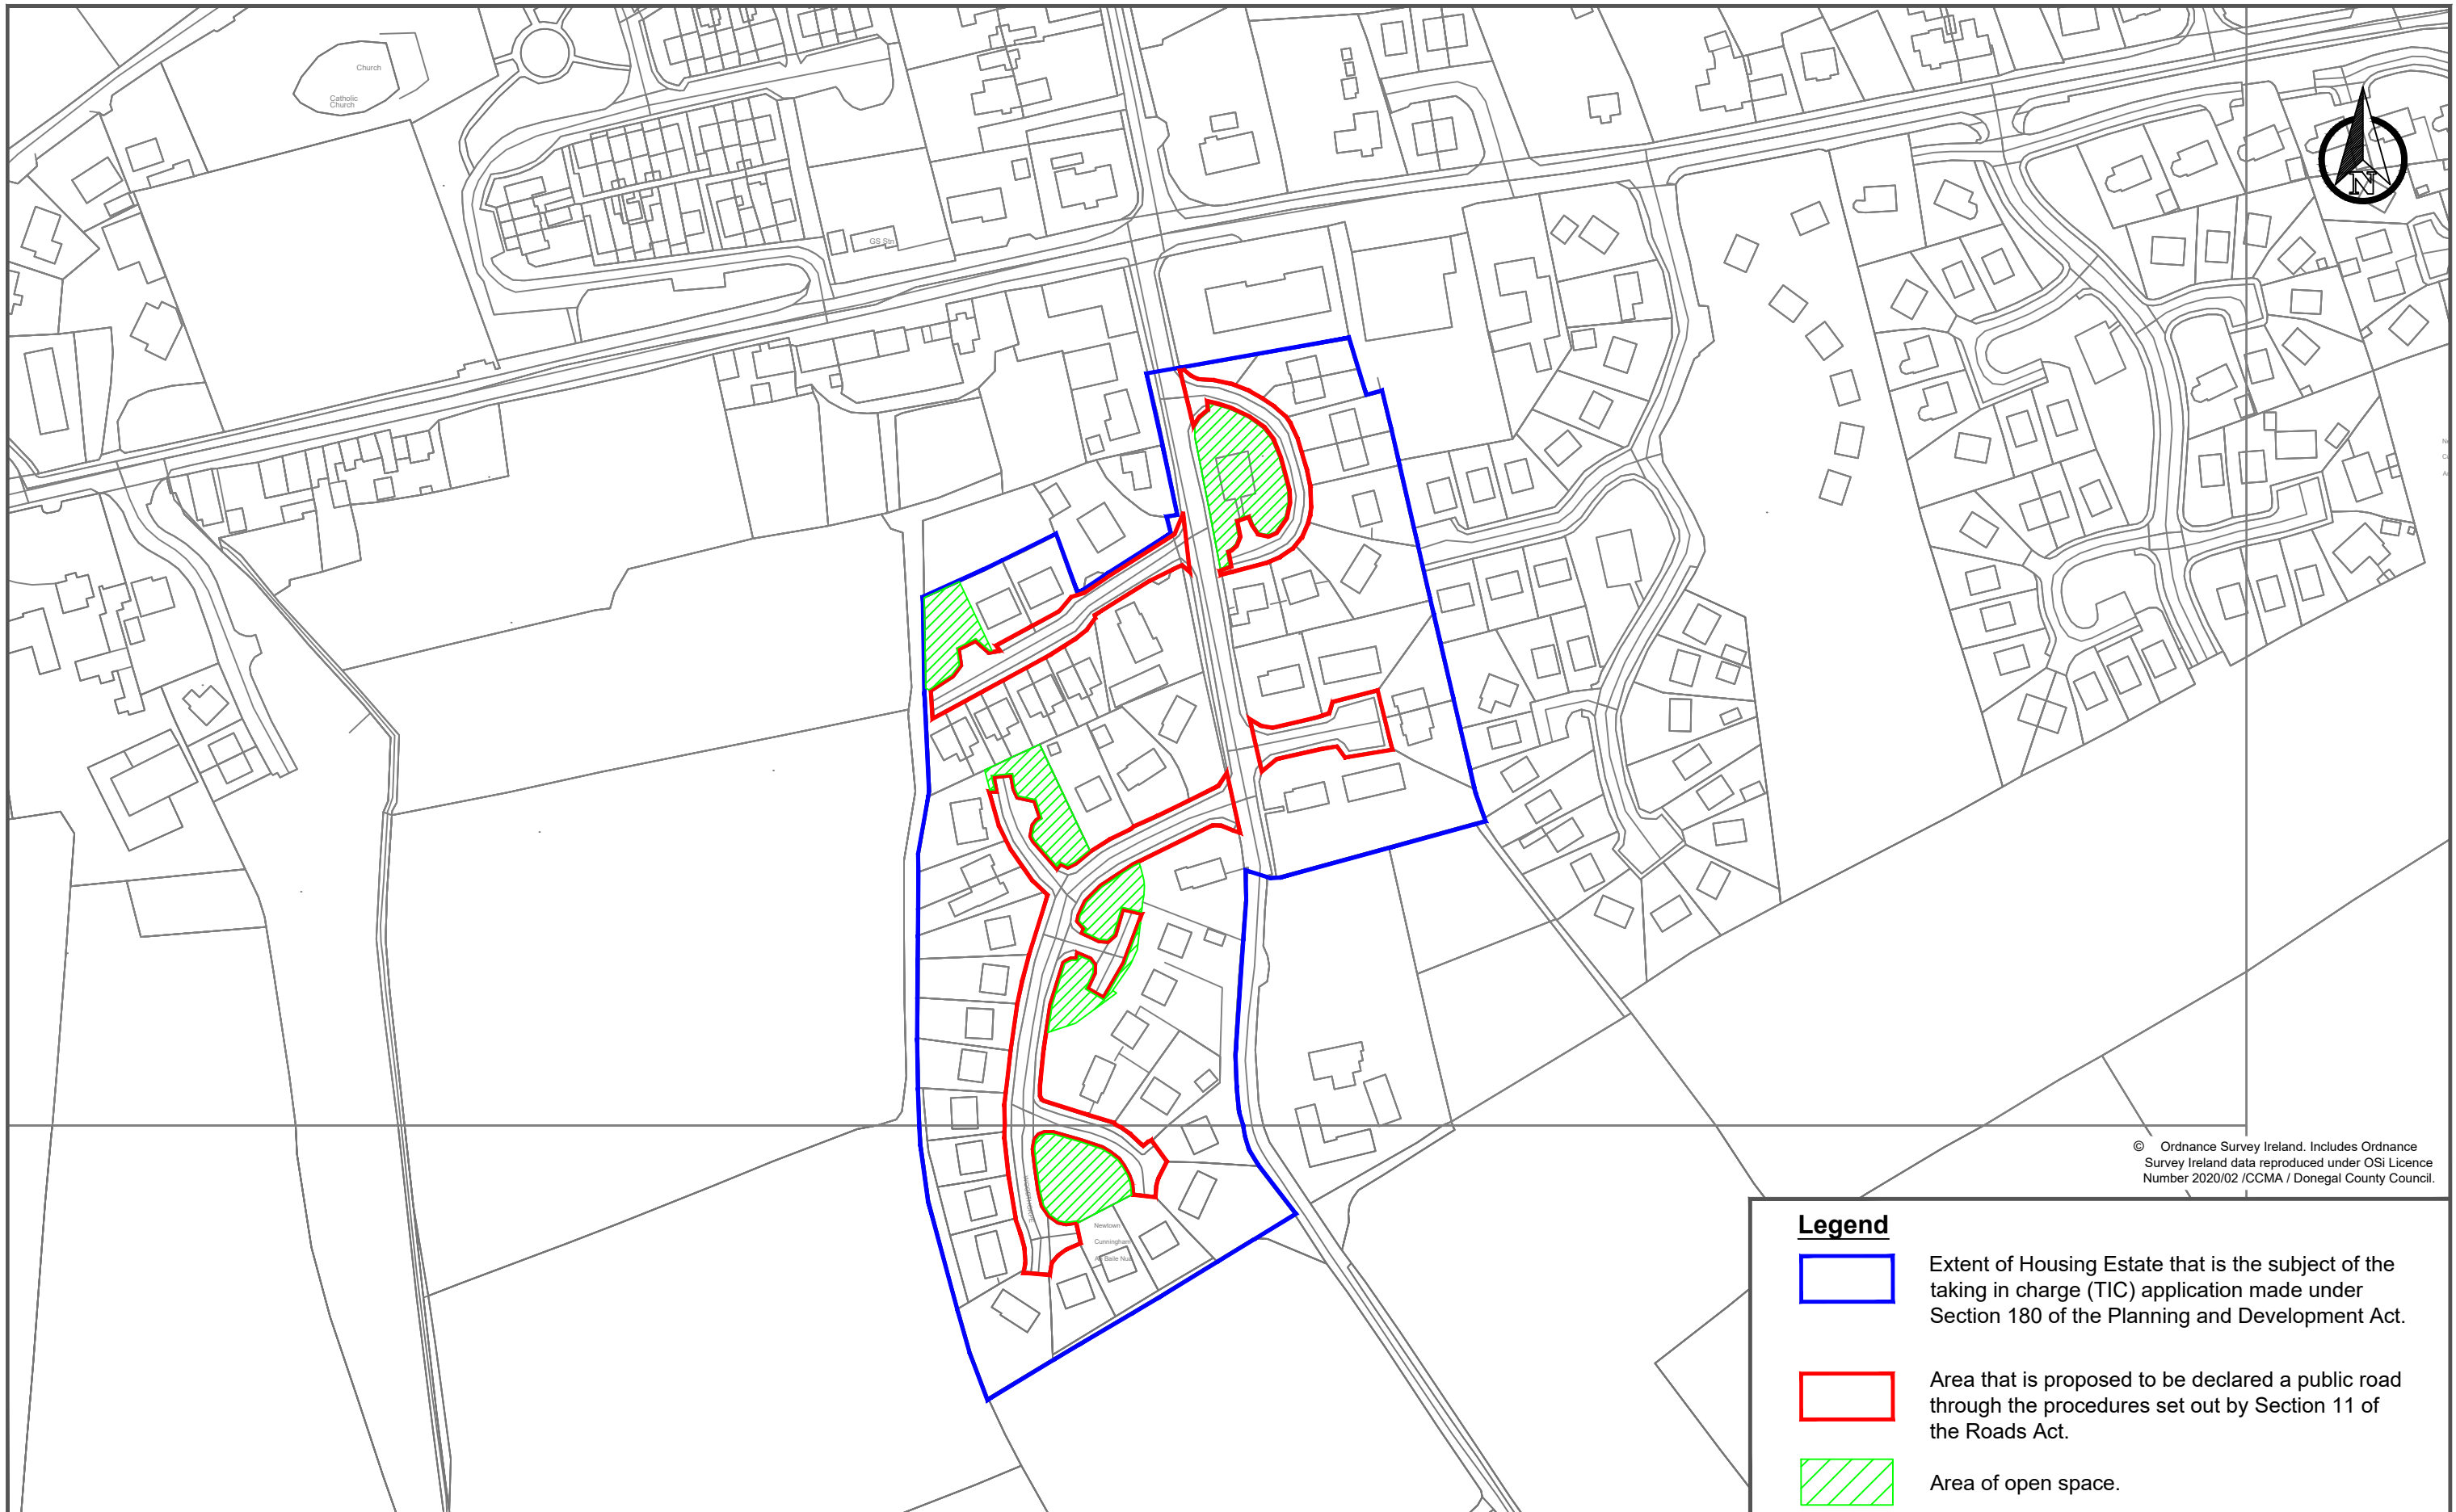 Church
Catholic
Church
GS Stn
N
Newtown
Cunningham
© Ordnance Survey Ireland. Includes Ordnance
Survey Ireland data reproduced under OSi Licence
Number 2020/02 /CCMA / Donegal County Council.
Legend
Extent of Housing Estate that is the subject of the
taking in charge (TIC) application made under
Section 180 of the Planning and Development Act.
Area that is proposed to be declared a public road
through the procedures set out by Section 11 of
the Roads Act.
Area of open space.